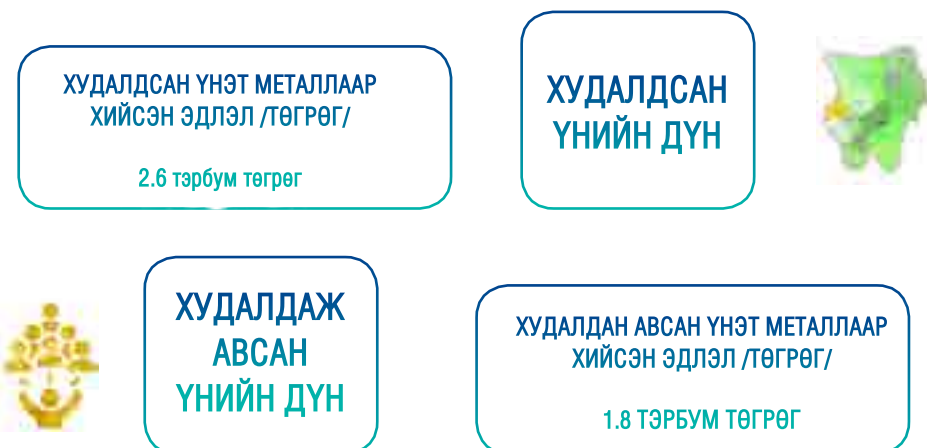 ХУДАЛДСАН ҮНЭТ МЕТАЛЛААР
ХИЙСЭН ЭДЛЭЛ /ТӨГРӨГ/
2.6 тэрбум төгрөг
ХУДАЛДСАН
ҮНИЙН ДҮН
ХУДАЛДАЖ
АВСАН
ҮНИЙН ДҮН
ХУДАЛДАН АВСАН ҮНЭТ МЕТАЛЛААР
ХИЙСЭН ЭДЛЭЛ /ТӨГРӨГ/
1.8 ТЭРБУМ ТӨГРӨГ